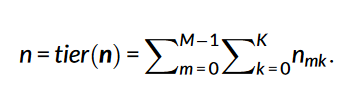 n = tier(n) = ∑_{m=0}^{M−1} ∑_{k=0}^{K} n_{mk}.